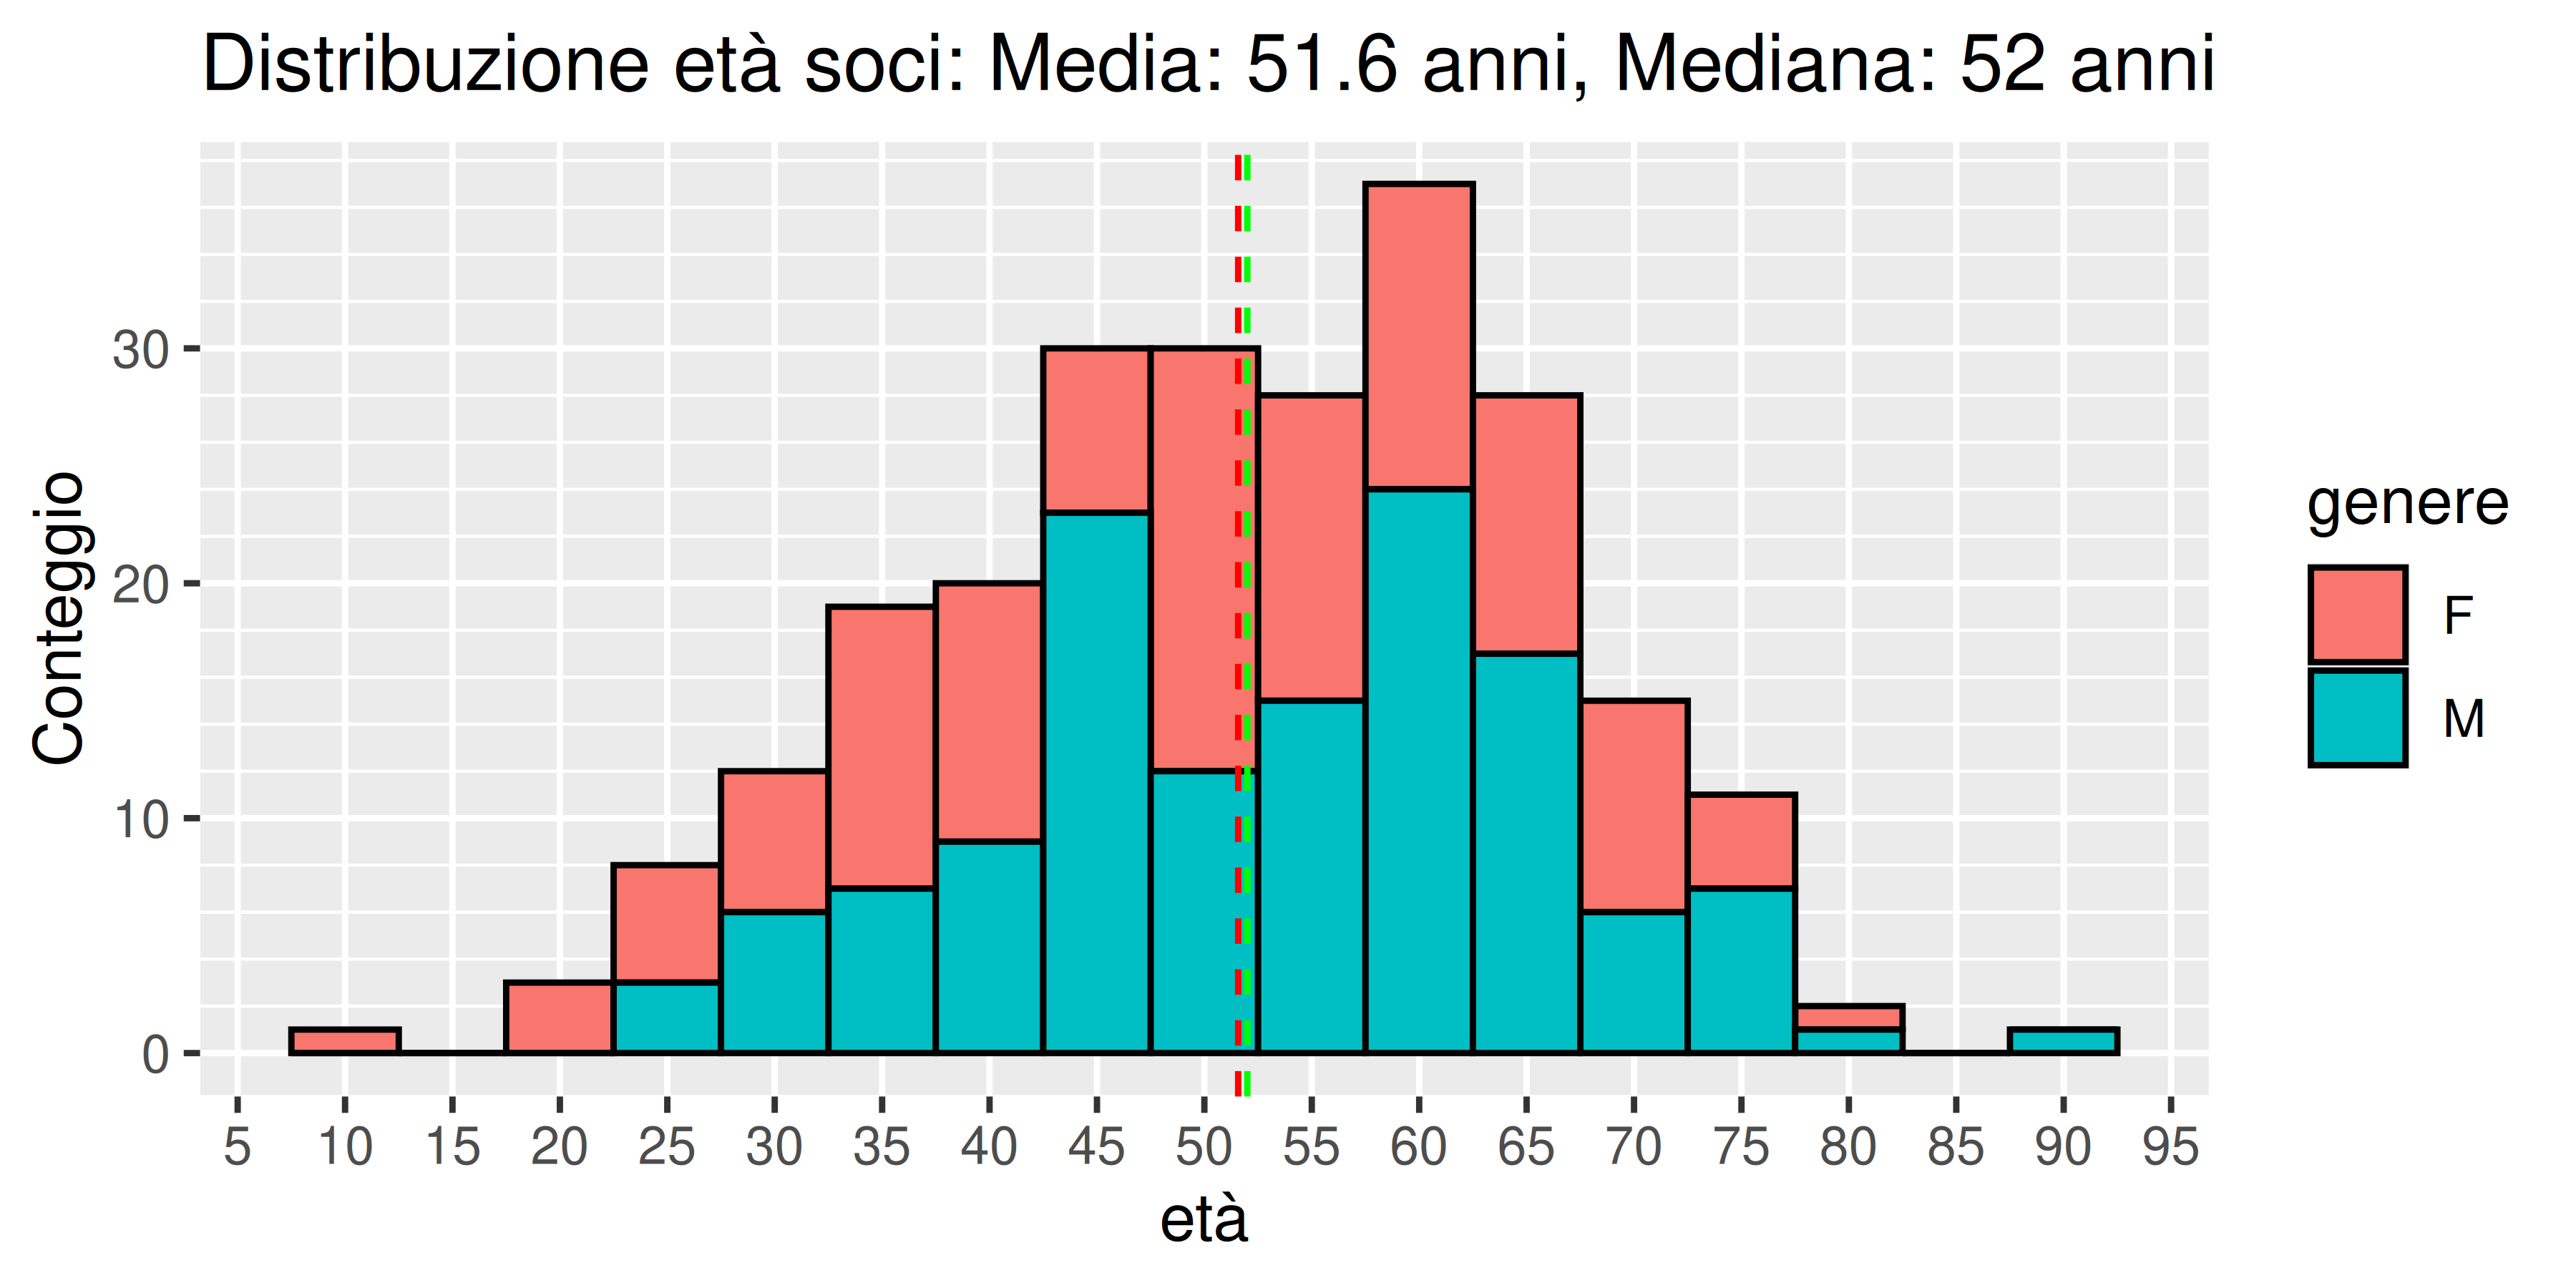 Distribuzione età soci: Media: 51.6 anni, Mediana: 52 anni
Conteggio
30
20
10
0
5 10 15 20 25 30 35 40 45 50 55 60 65 70 75 80 85 90 95
età
genere
F
M